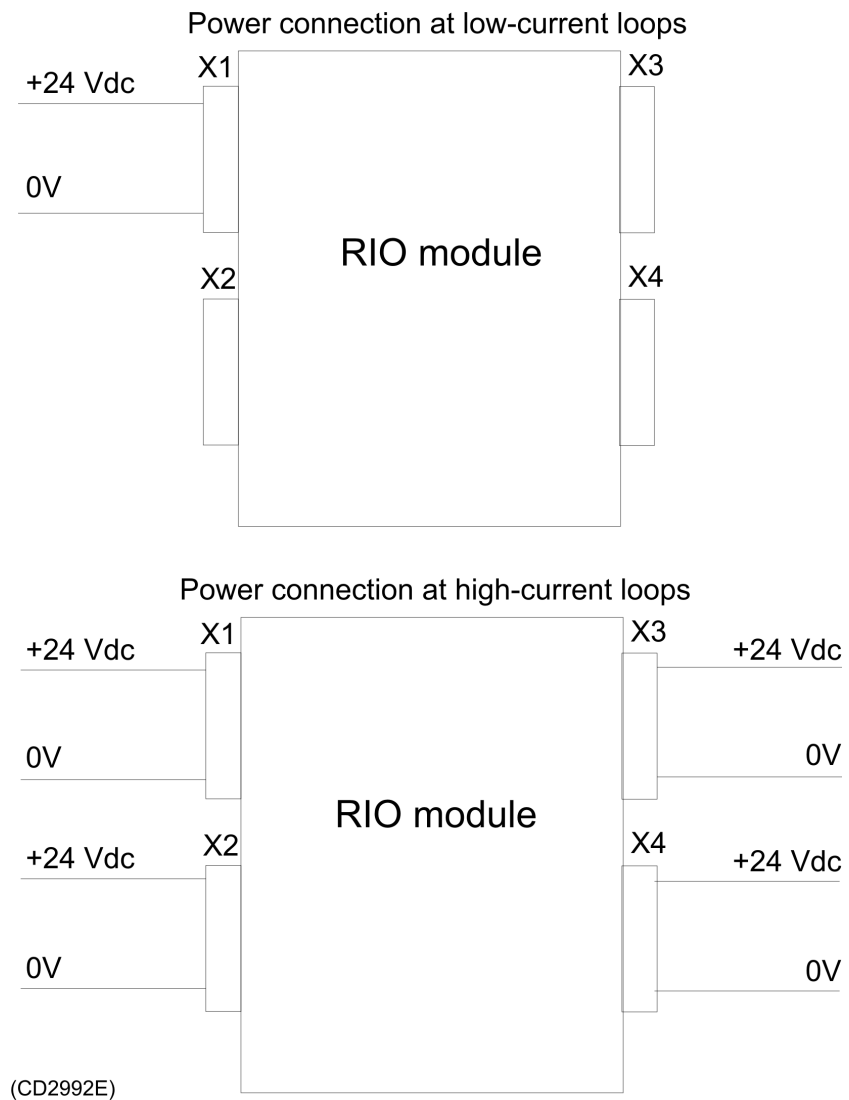 Power connection at low-current loops
X1
X3
+24 Vdc
0V
RIO module
X2
X4
Power connection at high-current loops
X1
X3
+24 Vdc
+24 Vdc
0V
0V
RIO module
X2
X4
+24 Vdc
+24 Vdc
0V
0V
(CD2992E)